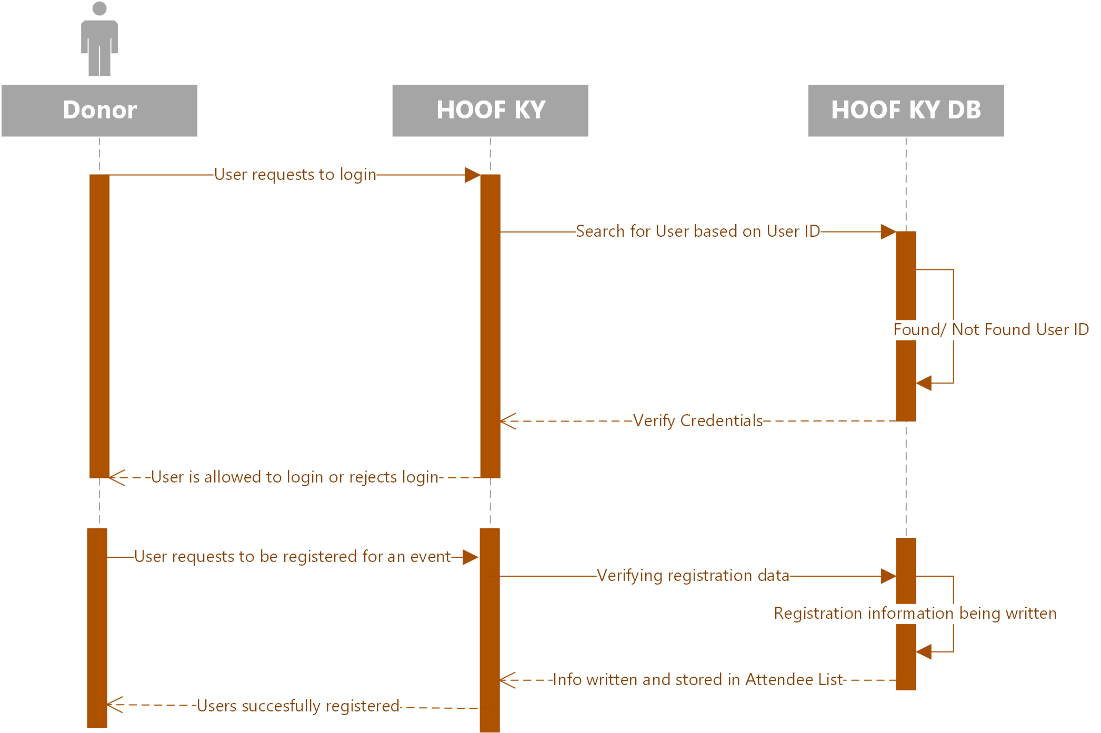 Donor
HOOF KY
HOOF KY DB
User requests to login
Search for User based on User ID
Found/ Not Found User ID
Verify Credentials
User is allowed to login or rejects login
User requests to be registered for an event
Verifying registration data
Registration information being written
Info written and stored in Attendee List
Users succesfully registered